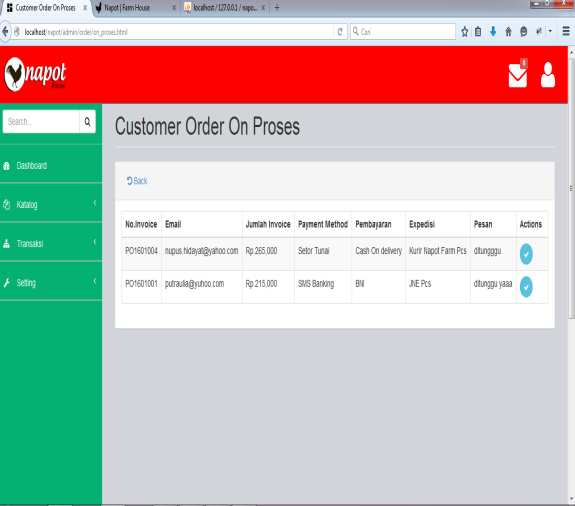 Customer Order On Proses
Napot | Farm House
localhost / 127.0.0.1 / napo...
localhost/napot/admin/order/on_proses.html
Cari
napot
Search...
Dashboard
Katalog
Transaksi
Setting
Customer Order On Proses
Back
No.Invoice Email Jumlah Invoice Payment Method Pembayaran Expedisi Pesan Actions
PO1601004 nupus.hidayat@yahoo.com Rp.265,000 Setor Tunai Cash On delivery Kurir Napot Farm Pcs ditungggu
PO1601001 putraulia@yuhoo.com Rp.215,000 SMS Banking BNI JNE Pcs ditunggu yaaa